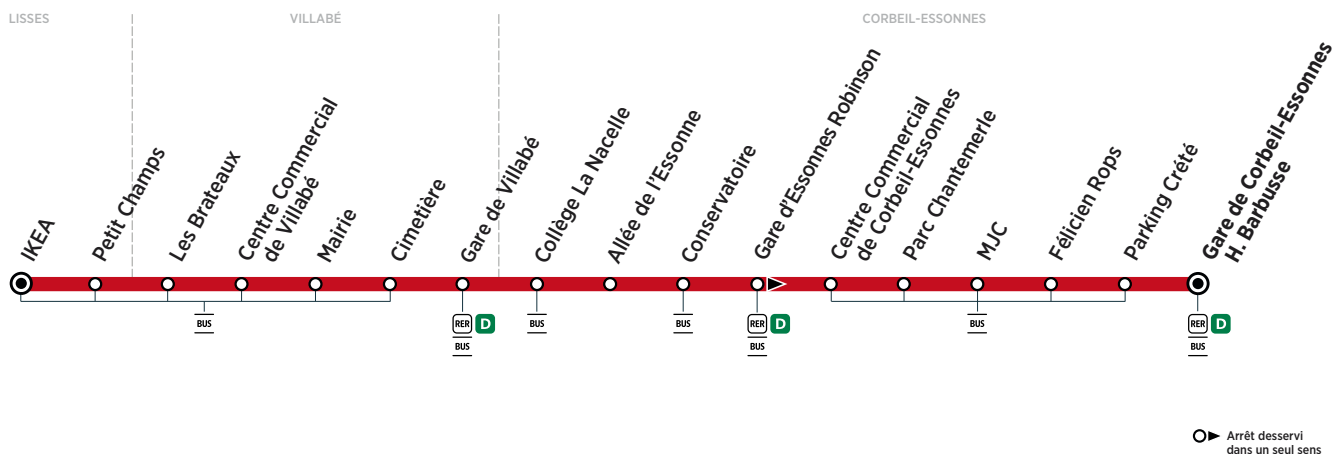 LISSES
VILLABÉ
CORBEIL-ESSONNES
IKEA
Petit Champs
Les Brateaux
Centre Commercial
de Villabé
Mairie
Cimetière
Gare de Villabé
Collège La Nacelle
Allée de l'Essonne
Conservatoire
Gare d'Essonnes Robinson
Centre Commercial
de Corbeil-Essonnes
Parc Chantemerle
MJC
Félicien Rops
Parking Crété
Gare de Corbeil-Essonnes
H. Barbusse
BUS
RER D
BUS
BUS
BUS
RER D
BUS
BUS
RER D
BUS
Arrêt desservi
dans un seul sens